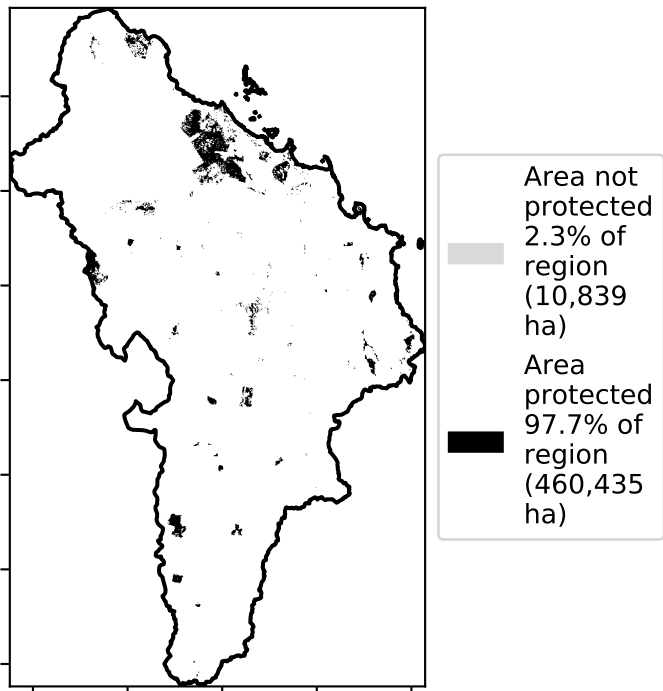 Area not
protected
2.3% of
region
(10,839
ha)
Area
protected
97.7% of
region
(460,435
ha)